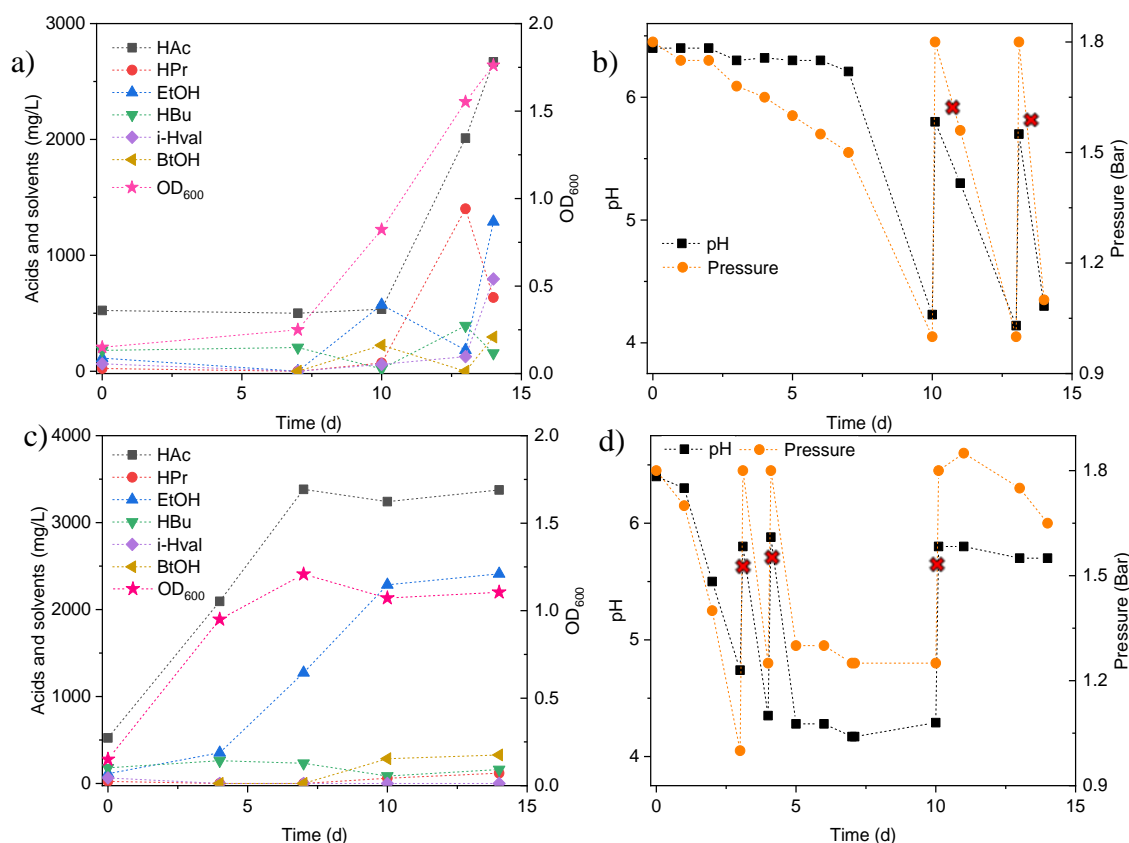 a)
3000
2000
1000
0
Acids and solvents (mg/L)
HAc
HPr
EtOH
HBu
i-Hval
BtOH
OD600
2.0
1.5
1.0
0.5
0.0
OD600
0 5 10 15
Time (d)
b)
6
5
4
pH
pH
Pressure
1.8
1.5
1.2
0.9
Pressure (Bar)
0 5 10 15
Time (d)
c)
4000
3000
2000
1000
0
Acids and solvents (mg/L)
HAc
HPr
EtOH
HBu
i-Hval
BtOH
OD600
2.0
1.5
1.0
0.5
0.0
OD600
0 5 10 15
Time (d)
d)
6
5
4
pH
pH Pressure
1.8
1.5
1.2
0.9
Pressure (Bar)
0 5 10 15
Time (d)